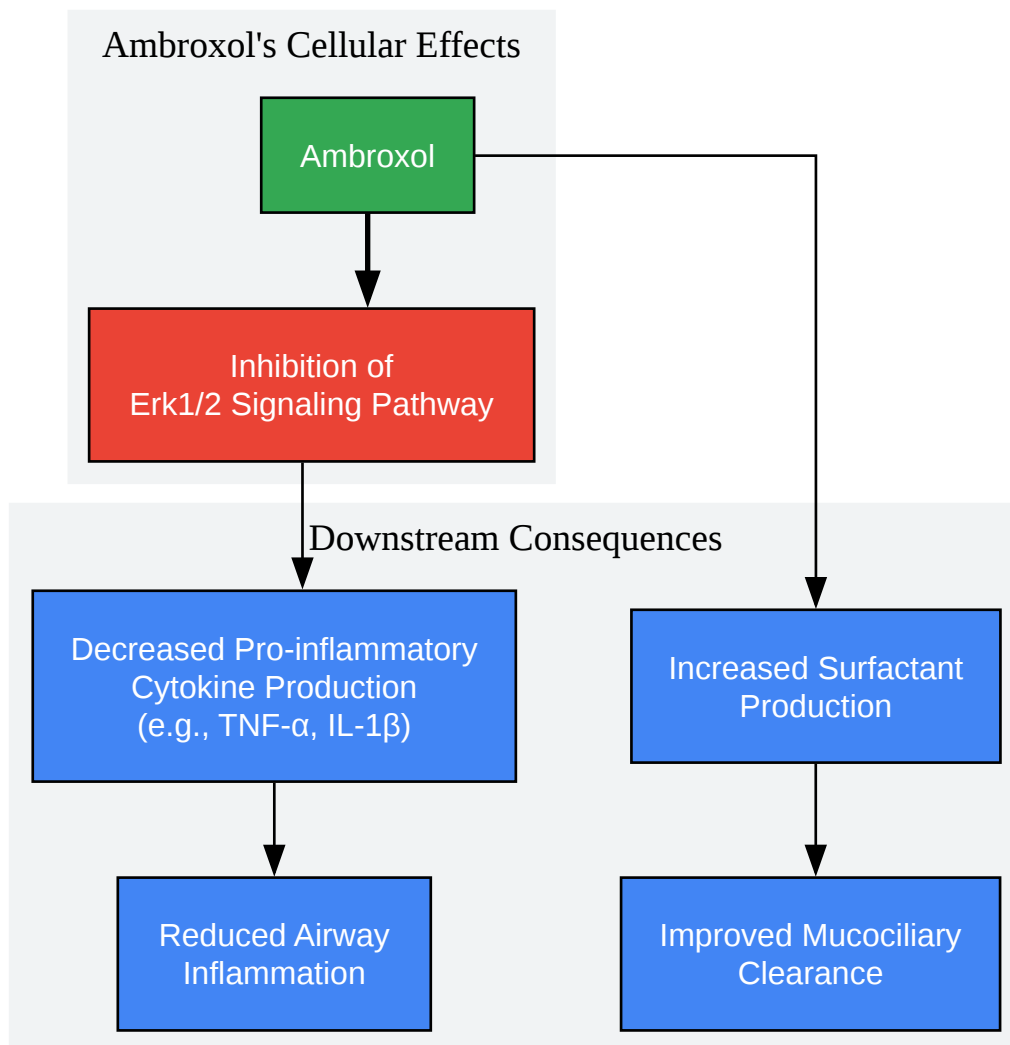 Ambroxol's Cellular Effects
Ambroxol
Inhibition of
Erk1/2 Signaling Pathway
Downstream Consequences
Decreased Pro-inflammatory
Cytokine Production
(e.g., TNF-α, IL-1β)
Increased Surfactant
Production
Reduced Airway
Inflammation
Improved Mucociliary
Clearance